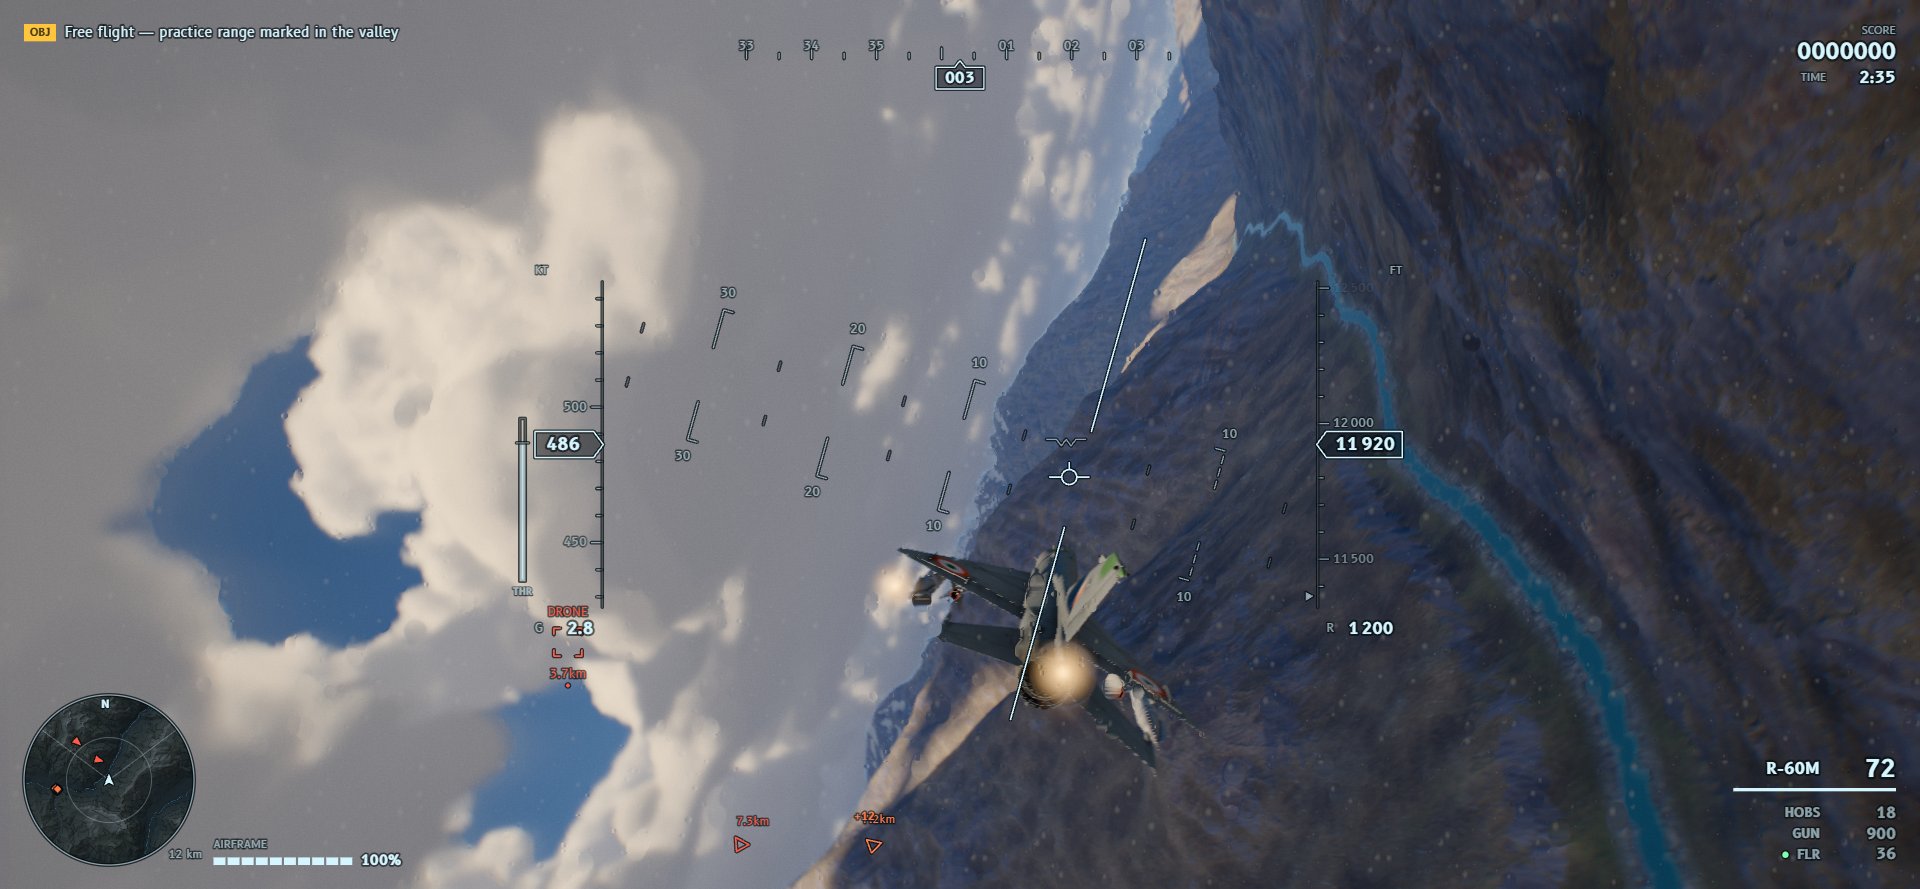 OBJ Free flight — practice range marked in the valley
33 34 35 01 02 03
003
SCORE
0000000
TIME 2:35
KT
FT
30
20
10
10
12 500
500
486
450
30
20
10
10
12 000
11 920
11 500
THR
DRONE
G 2.8
3.7km
R 1 200
N
12 km
AIRFRAME
100%
7.3km
+12
R-60M 72
HOBS 18
GUN 900
FLR 36